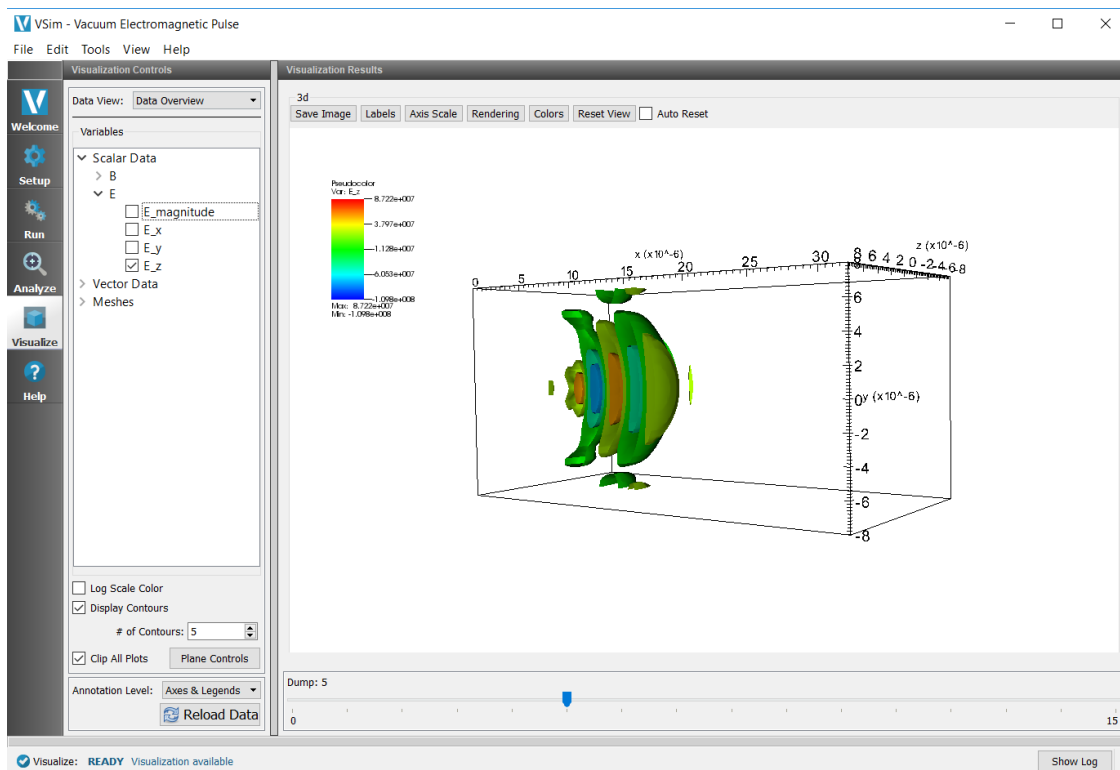 VSim - Vacuum Electromagnetic Pulse
File Edit Tools View Help
Visualization Controls
Visualization Results
Welcome
Setup
Run
Analyze
Visualize
Help
Data View: Data Overview
Variables
Scalar Data
B
E
E_magnitude
E_x
E_y
E_z
Vector Data
Meshes
Log Scale Color
Display Contours
# of Contours: 5
Clip All Plots Plane Controls
Annotation Level: Axes & Legends
Reload Data
3d
Save Image Labels Axis Scale Rendering Colors Reset View Auto Reset
Pseudocolor
Var: E_z
8.722e+007
3.797e+007
-1.128e+007
-6.053e+007
-1.098e+008
Max: 8.722e+007
Min: -1.098e+008
x (x10^-6)
0 5 10 15 20 25 30
z (x10^-6)
8 6 4 2 0 -2 -4 -6 -8
6
4
2
0 y (x10^-6)
-2
-4
-6
-8
Dump: 5
0 15
Visualize: READY Visualization available
Show Log